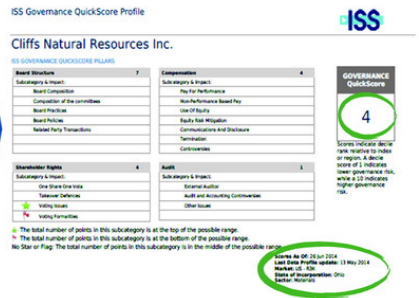 ISS Governance QuickScore Profile
ISS
Cliffs Natural Resources Inc.
ISS GOVERNANCE QUICKSCORE PILLARS
Board Structure 7
Subcategory & Impact:
Board Composition
Composition of the committees
Board Practices
Board Policies
Related Party Transactions
Compensation 4
Subcategory & Impact:
Pay For Performance
Non-Performance Based Pay
Use Of Equity
Equity Risk Mitigation
Communications And Disclosure
Termination
Controversies
GOVERNANCE
QuickScore
4
Scores indicate decile
rank relative to index
or region. A decile
score of 1 indicates
lower governance risk,
while a 10 indicates
higher governance
risk.
Shareholder Rights 4
Subcategory & Impact:
One Share One Vote
Takeover Defences
Voting Issues
Voting Formalities
Audit 1
Subcategory & Impact:
External Auditor
Audit and Accounting Controversies
Other Issues
The total number of points in this subcategory is at the top of the possible range.
The total number of points in this subcategory is at the bottom of the possible range.
No Star or Flag: The total number of points in this subcategory is in the middle of the possible range.
Scores As Of: 26 Jun 2014
Last Data Profile update: 13 May 2014
Market: US - R3K
State of Incorporation: Ohio
Sector: Materials